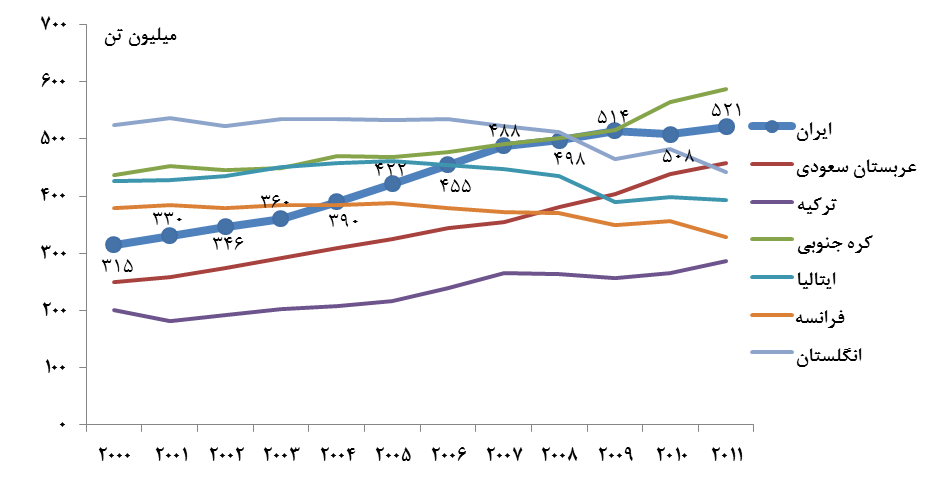 میلیون تن
۷۰۰
۶۰۰
۵۰۰
۴۰۰
۳۰۰
۲۰۰
۱۰۰
۰
۳۱۵
۳۳۰
۳۴۶
۳۶۰
۳۹۰
۴۲۲
۴۵۵
۴۸۸
۴۹۸
۵۱۴
۵۰۸
۵۲۱
۲۰۰۰ ۲۰۰۱ ۲۰۰۲ ۲۰۰۳ ۲۰۰۴ ۲۰۰۵ ۲۰۰۶ ۲۰۰۷ ۲۰۰۸ ۲۰۰۹ ۲۰۱۰ ۲۰۱۱
ایران
عربستان سعودی
ترکیه
کره جنوبی
ایتالیا
فرانسه
انگلستان